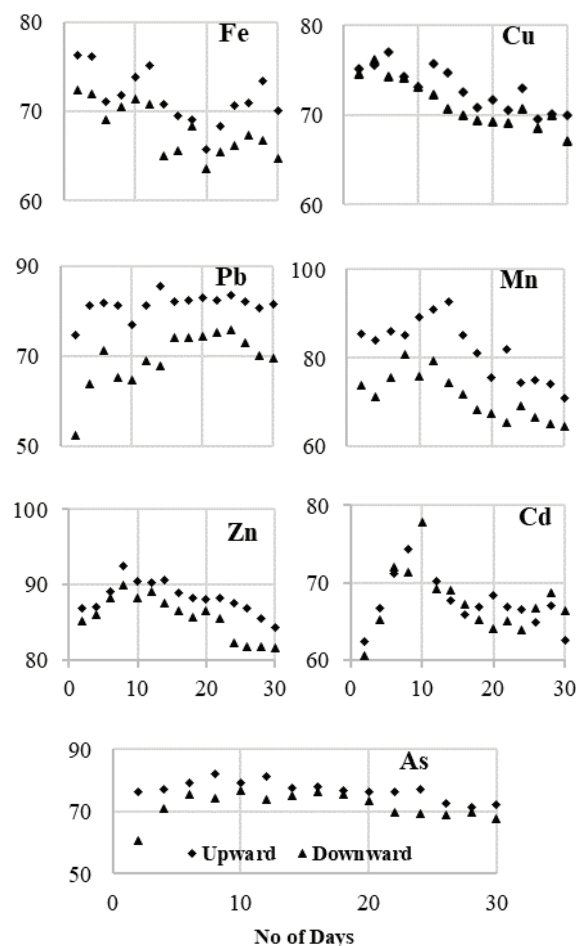 80 Fe 80 Cu
70 70
60 60
90 Pb 100 Mn
70 80
50 60
100 Zn 80 Cd
90 70
80 60
0 10 20 30 0 10 20 30
90 As
70
50 Upward Downward
0 10 20 30
No of Days